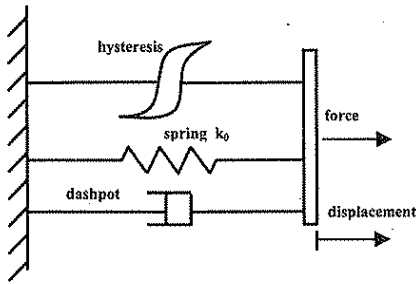 hysteresis
spring k₀
force
dashpot
displacement